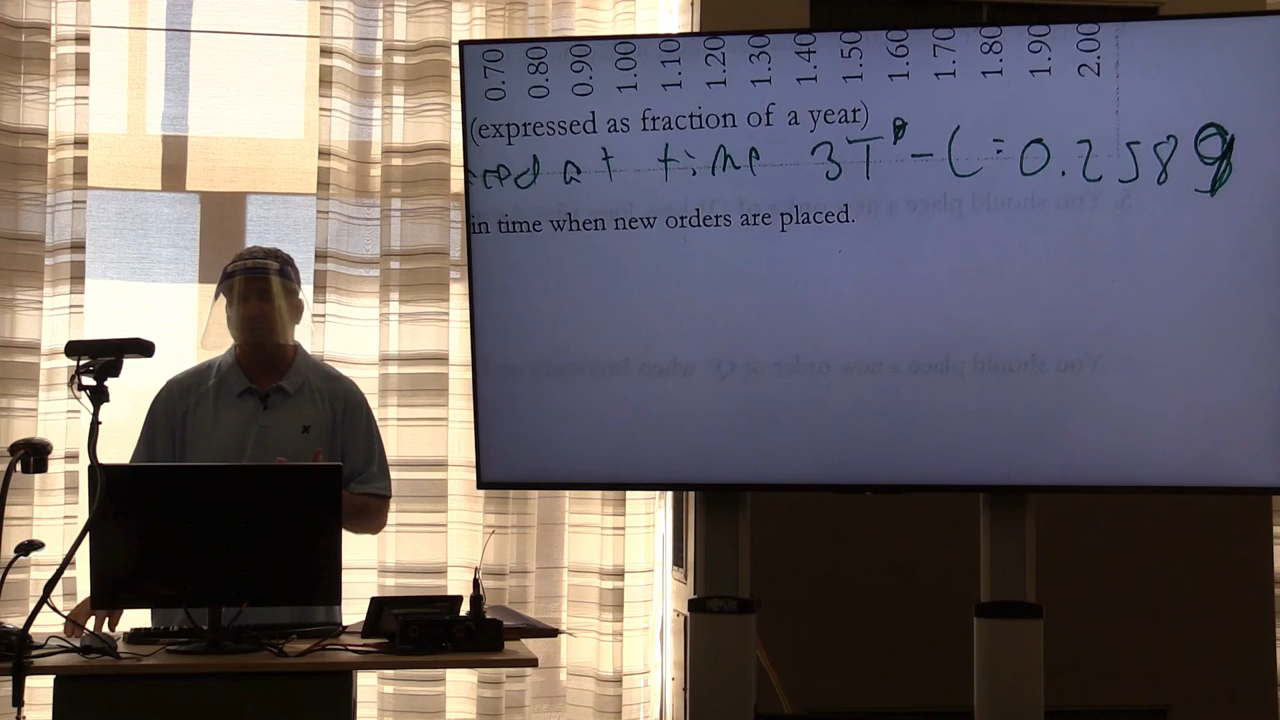 0.70 0.80 0.90 1.00 1.10 1.20 1.30 1.40 1.50 1.60 1.70 1.80 1.90 2.00
(expressed as fraction of a year)
at time 3T* - L = 0.2589
in time when new orders are placed.